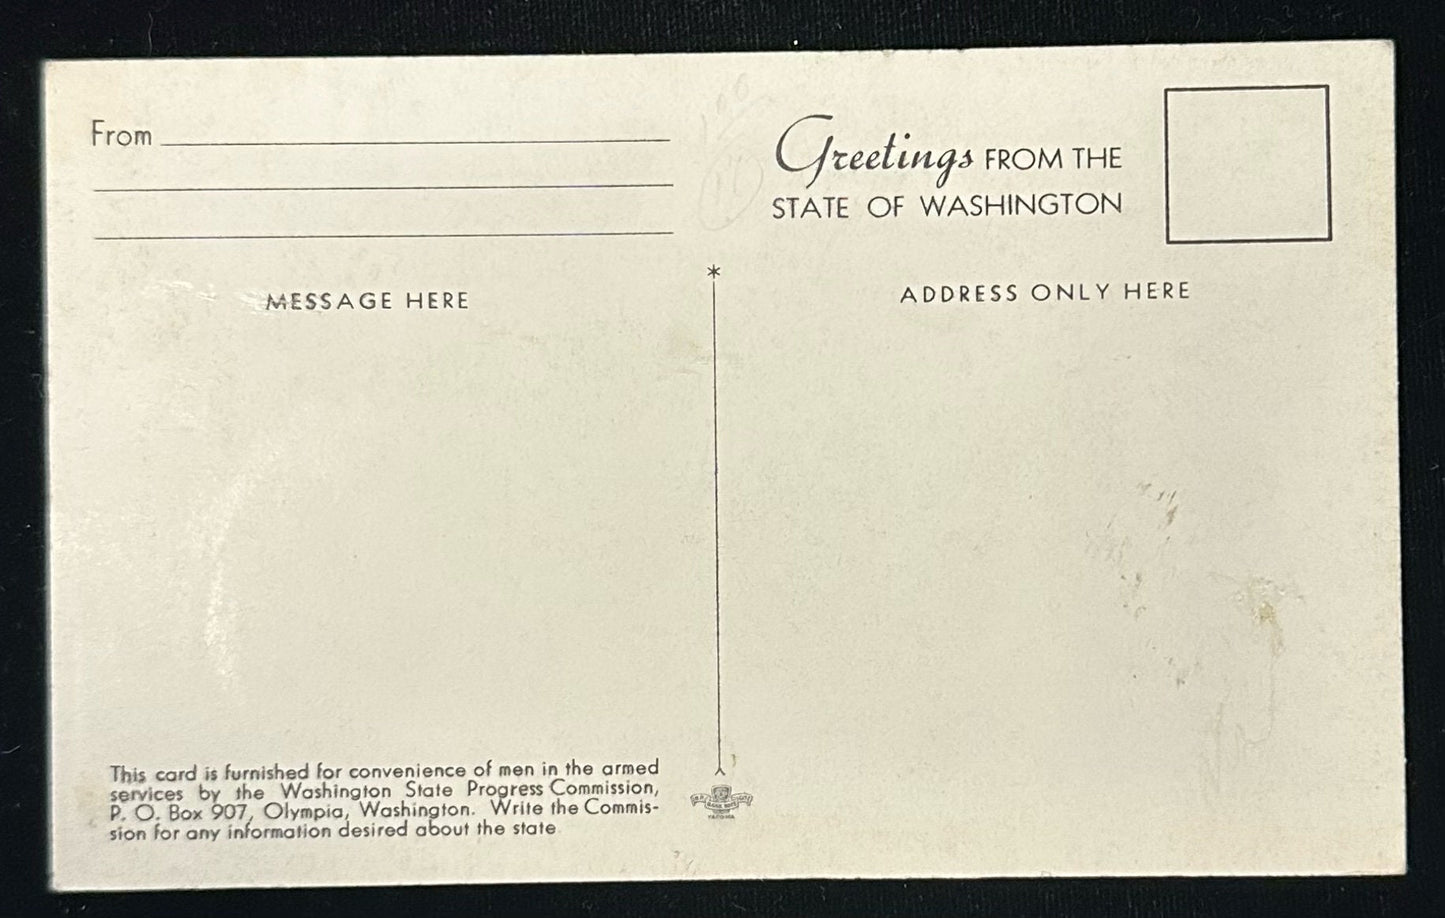 From
Greetings FROM THE
STATE OF WASHINGTON
MESSAGE HERE
ADDRESS ONLY HERE
This card is furnished for convenience of men in the armed
services by the Washington State Progress Commission,
P. O. Box 907, Olympia, Washington. Write the Commis-
sion for any information desired about the state
TACOMA